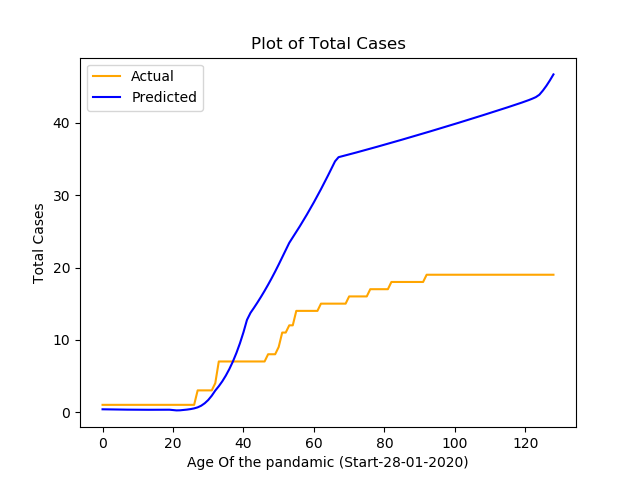 Plot of Total Cases
Actual
Predicted
Total Cases
40
30
20
10
0
0 20 40 60 80 100 120
Age Of the pandamic (Start-28-01-2020)